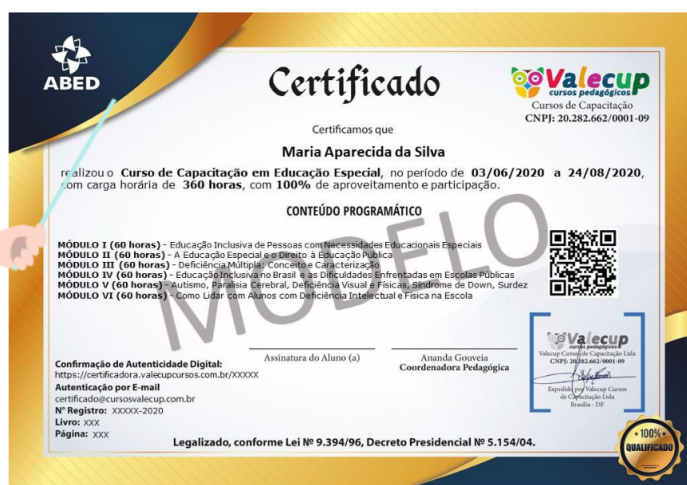 ABED
Certificado
Valecup
cursos pedagógicos
Cursos de Capacitação
CNPJ: 20.282.662/0001-09
Certificamos que
Maria Aparecida da Silva
realizou o Curso de Capacitação em Educação Especial, no período de 03/06/2020 a 24/08/2020,
com carga horária de 360 horas, com 100% de aproveitamento e participação.
CONTEÚDO PROGRAMÁTICO
MÓDULO I (60 horas) - Educação Inclusiva de Pessoas com Necessidades Educacionais Especiais
MÓDULO II (60 horas) - A Educação Especial e o Direito à Educação Pública
MÓDULO III (60 horas) - Deficiência Múltipla: Conceito e Caracterização
MÓDULO IV (60 horas) - Educação Inclusiva no Brasil e as Dificuldades Enfrentadas em Escolas Públicas
MÓDULO V (60 horas) - Autismo, Paralisia Cerebral, Deficiência Visual e Físicas, Síndrome de Down, Surdez
MÓDULO VI (60 horas) - Como Lidar com Alunos com Deficiência Intelectual e Física na Escola
MODELO
Assinatura do Aluno (a)
Ananda Gouveia
Coordenadora Pedagógica
Valecup
cursos pedagógicos
Valecup Cursos de Capacitação Ltda
CNPJ: 20.282.662/0001-09
Expedido por Valecup Cursos
de Capacitação Ltda
Brasília - DF
Confirmação de Autenticidade Digital:
https://certificadora.valecupcursos.com.br/XXXXX
Autenticação por E-mail
certificado@cursosvalecup.com.br
Nº Registro: XXXXX-2020
Livro: XXX
Página: XXX
Legalizado, conforme Lei Nº 9.394/96, Decreto Presidencial Nº 5.154/04.
• 100% •
QUALIFICADO